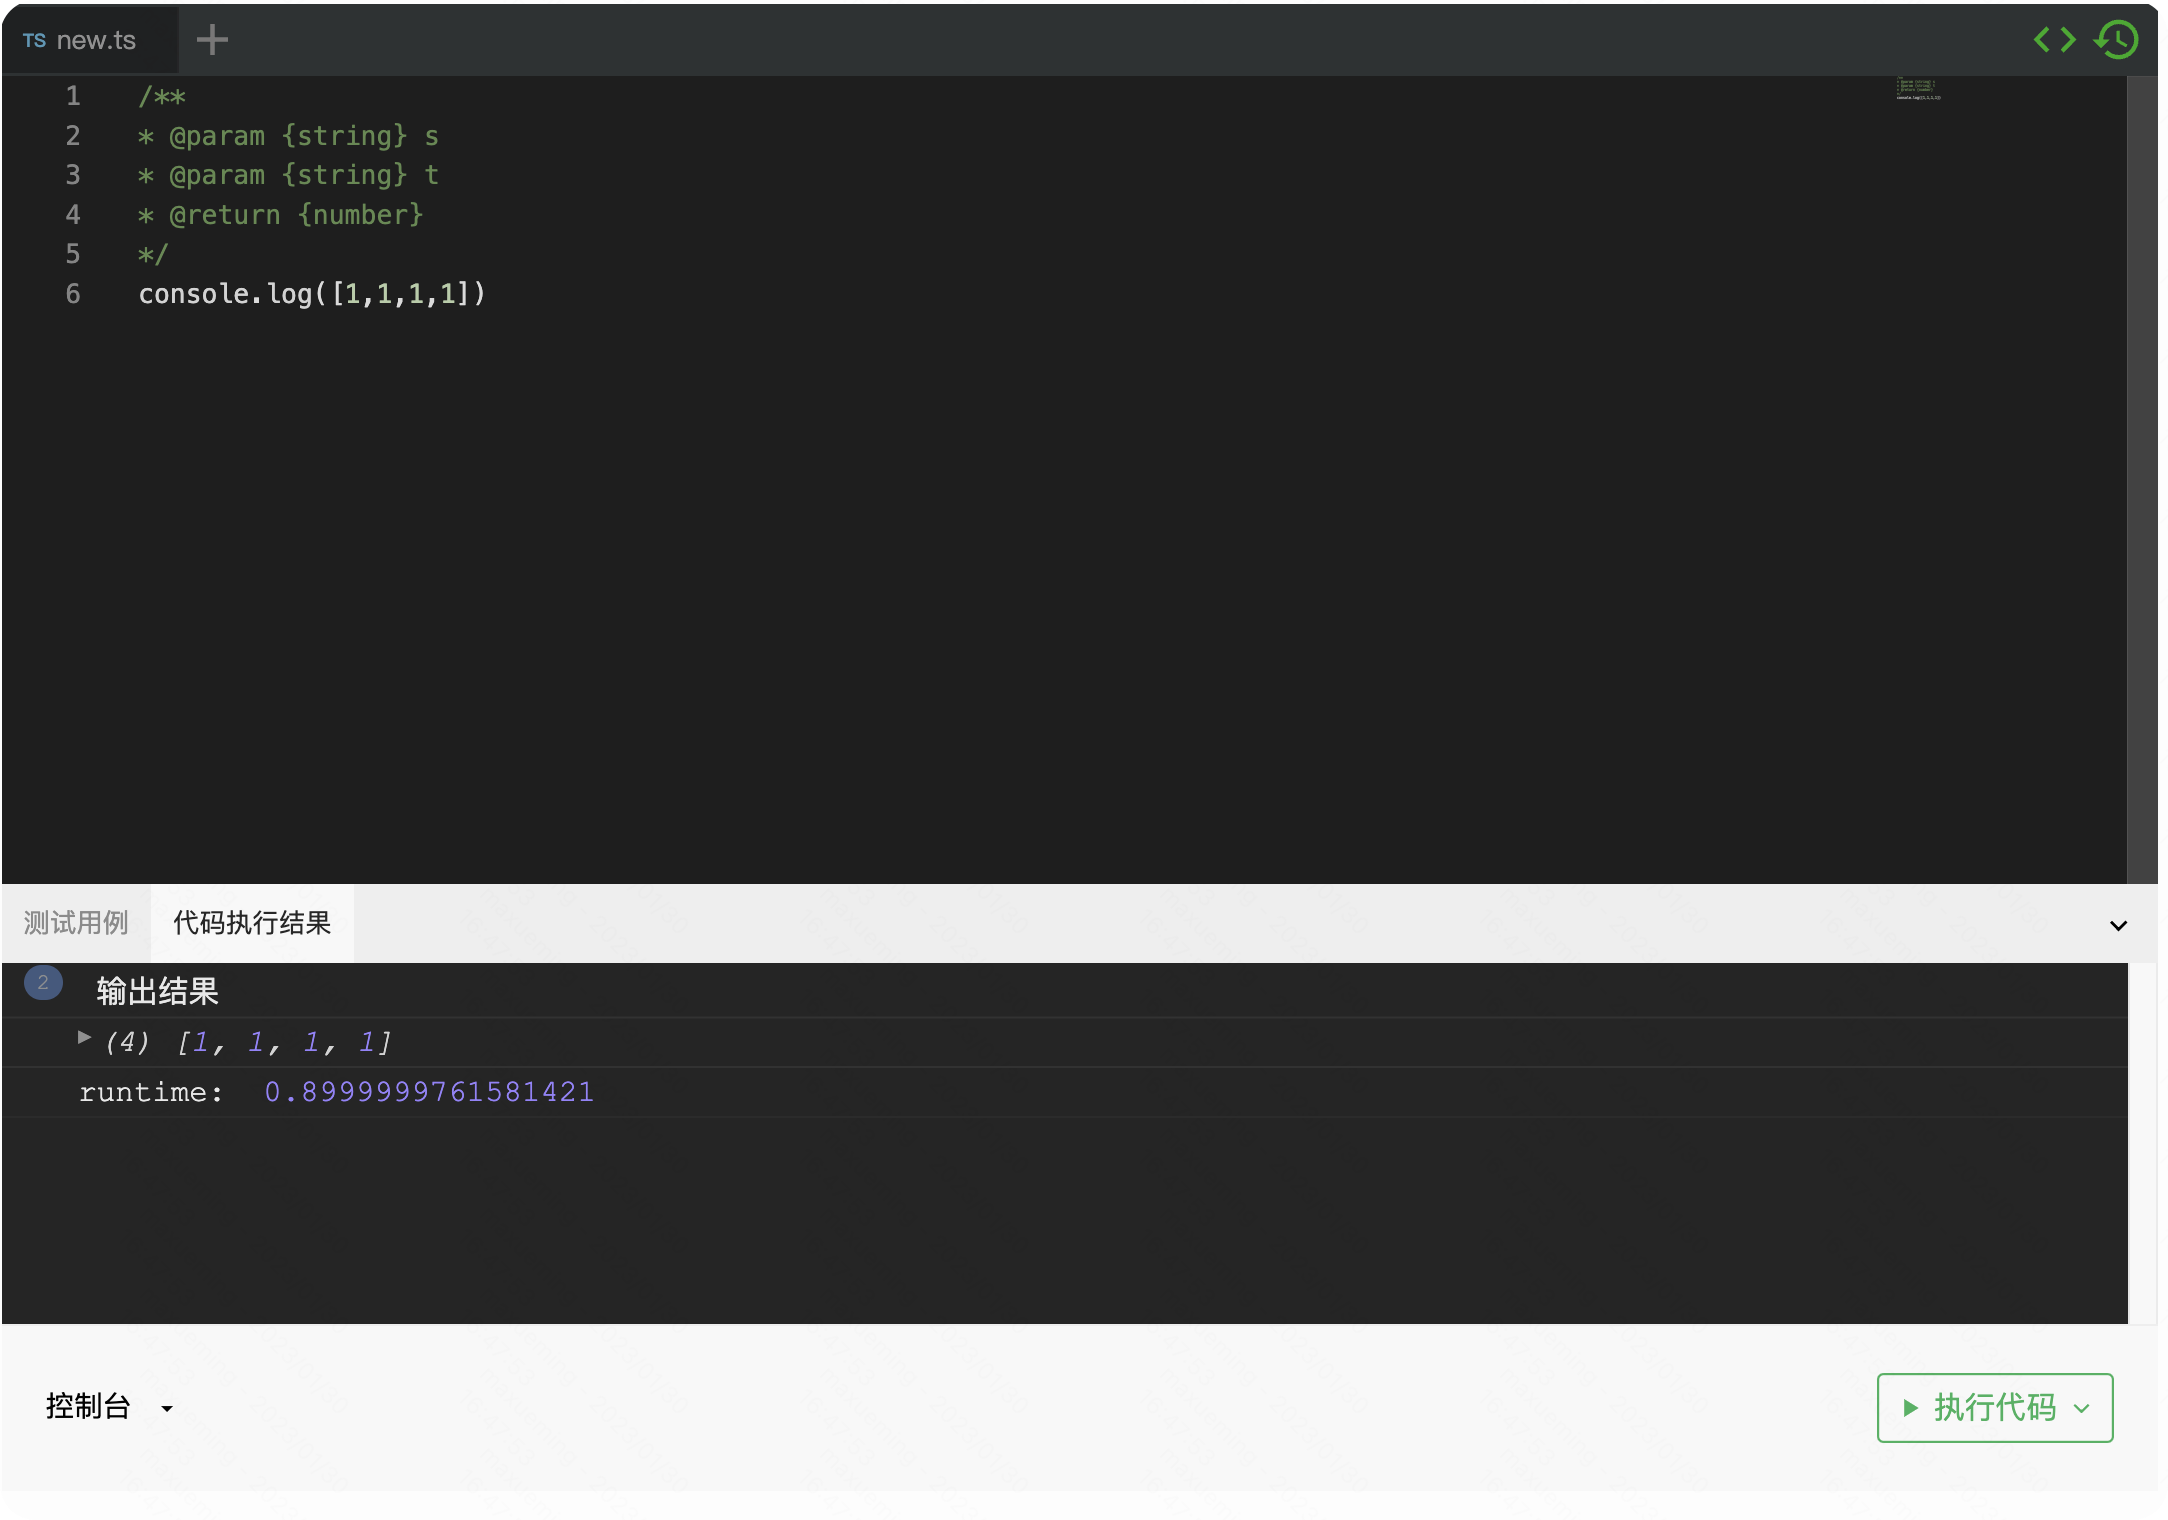 TS new.ts
1 /**
2 * @param {string} s
3 * @param {string} t
4 * @return {number}
5 */
6 console.log([1,1,1,1])
测试用例 代码执行结果
2 输出结果
(4) [1, 1, 1, 1]
runtime: 0.8999999761581421
控制台
执行代码